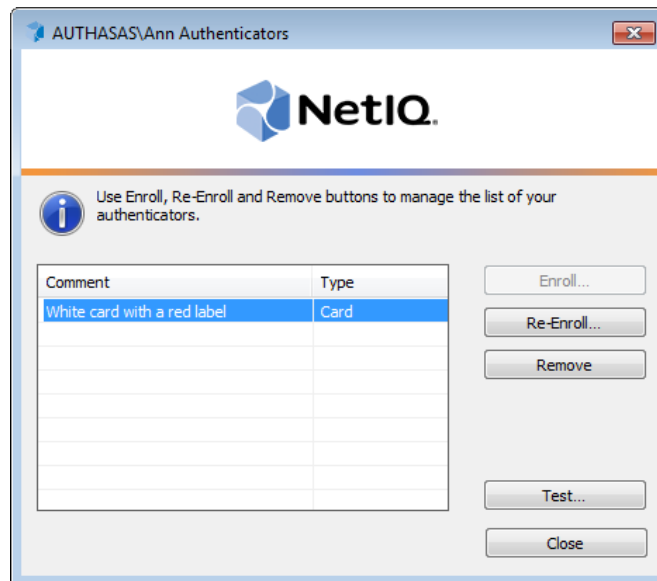 AUTHASAS\Ann Authenticators
NetIQ.
Use Enroll, Re-Enroll and Remove buttons to manage the list of your
authenticators.
Comment Type
White card with a red label Card
Enroll...
Re-Enroll...
Remove
Test...
Close